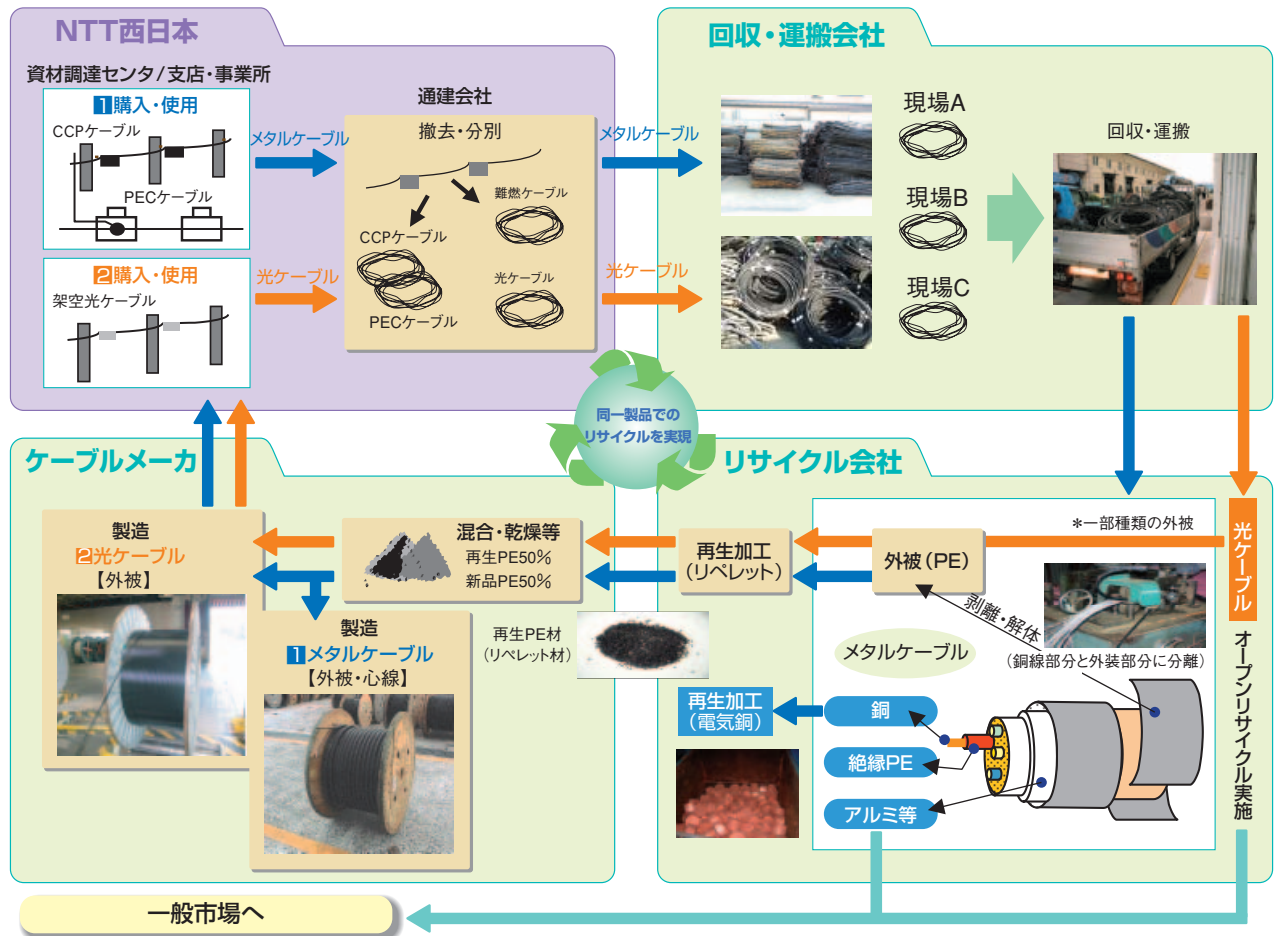 NTT西日本
資材調達センタ/支店・事業所
1購入・使用
CCPケーブル
PECケーブル
2購入・使用
架空光ケーブル
メタルケーブル
光ケーブル
通建会社
撤去・分別
難燃ケーブル
CCPケーブル
光ケーブル
PECケーブル
メタルケーブル
光ケーブル
回収・運搬会社
現場A
現場B
現場C
回収・運搬
同一製品での
リサイクルを実現
ケーブルメーカ
製造
2光ケーブル
【外被】
混合・乾燥等
再生PE50%
新品PE50%
製造
1メタルケーブル
【外被・心線】
再生PE材
(リペレット材)
リサイクル会社
再生加工
(リペレット)
外被(PE)
*一部種類の外被
剥離・解体
(銅線部分と外装部分に分離)
メタルケーブル
再生加工
(電気銅)
銅
絶縁PE
アルミ等
光ケーブル
オープンリサイクル実施
一般市場へ